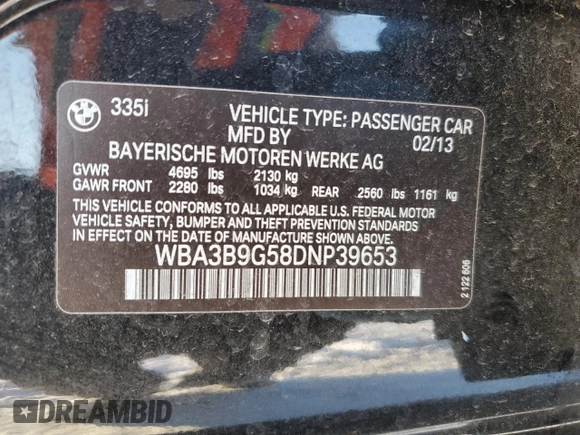 BMW
335i
VEHICLE TYPE: PASSENGER CAR
MFD BY 02/13
BAYERISCHE MOTOREN WERKE AG
GVWR 4695 lbs 2130 kg
GAWR FRONT 2280 lbs 1034 kg REAR 2560 lbs 1161 kg
THIS VEHICLE CONFORMS TO ALL APPLICABLE U.S. FEDERAL MOTOR
VEHICLE SAFETY, BUMPER AND THEFT PREVENTION STANDARDS IN
EFFECT ON THE DATE OF MANUFACTURE SHOWN ABOVE.
WBA3B9G58DNP39653
2 122 606
DREAMBID